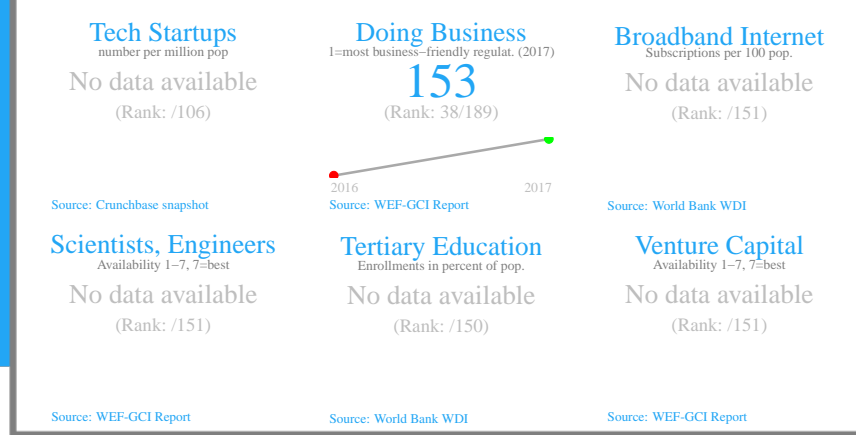 Tech Startups
number per million pop
No data available
(Rank: /106)
Source: Crunchbase snapshot
Doing Business
1=most business−friendly regulat. (2017)
153
(Rank: 38/189)
2016 2017
Source: WEF-GCI Report
Broadband Internet
Subscriptions per 100 pop.
No data available
(Rank: /151)
Source: World Bank WDI
Scientists, Engineers
Availability 1−7, 7=best
No data available
(Rank: /151)
Source: WEF-GCI Report
Tertiary Education
Enrollments in percent of pop.
No data available
(Rank: /150)
Source: World Bank WDI
Venture Capital
Availability 1−7, 7=best
No data available
(Rank: /151)
Source: WEF-GCI Report